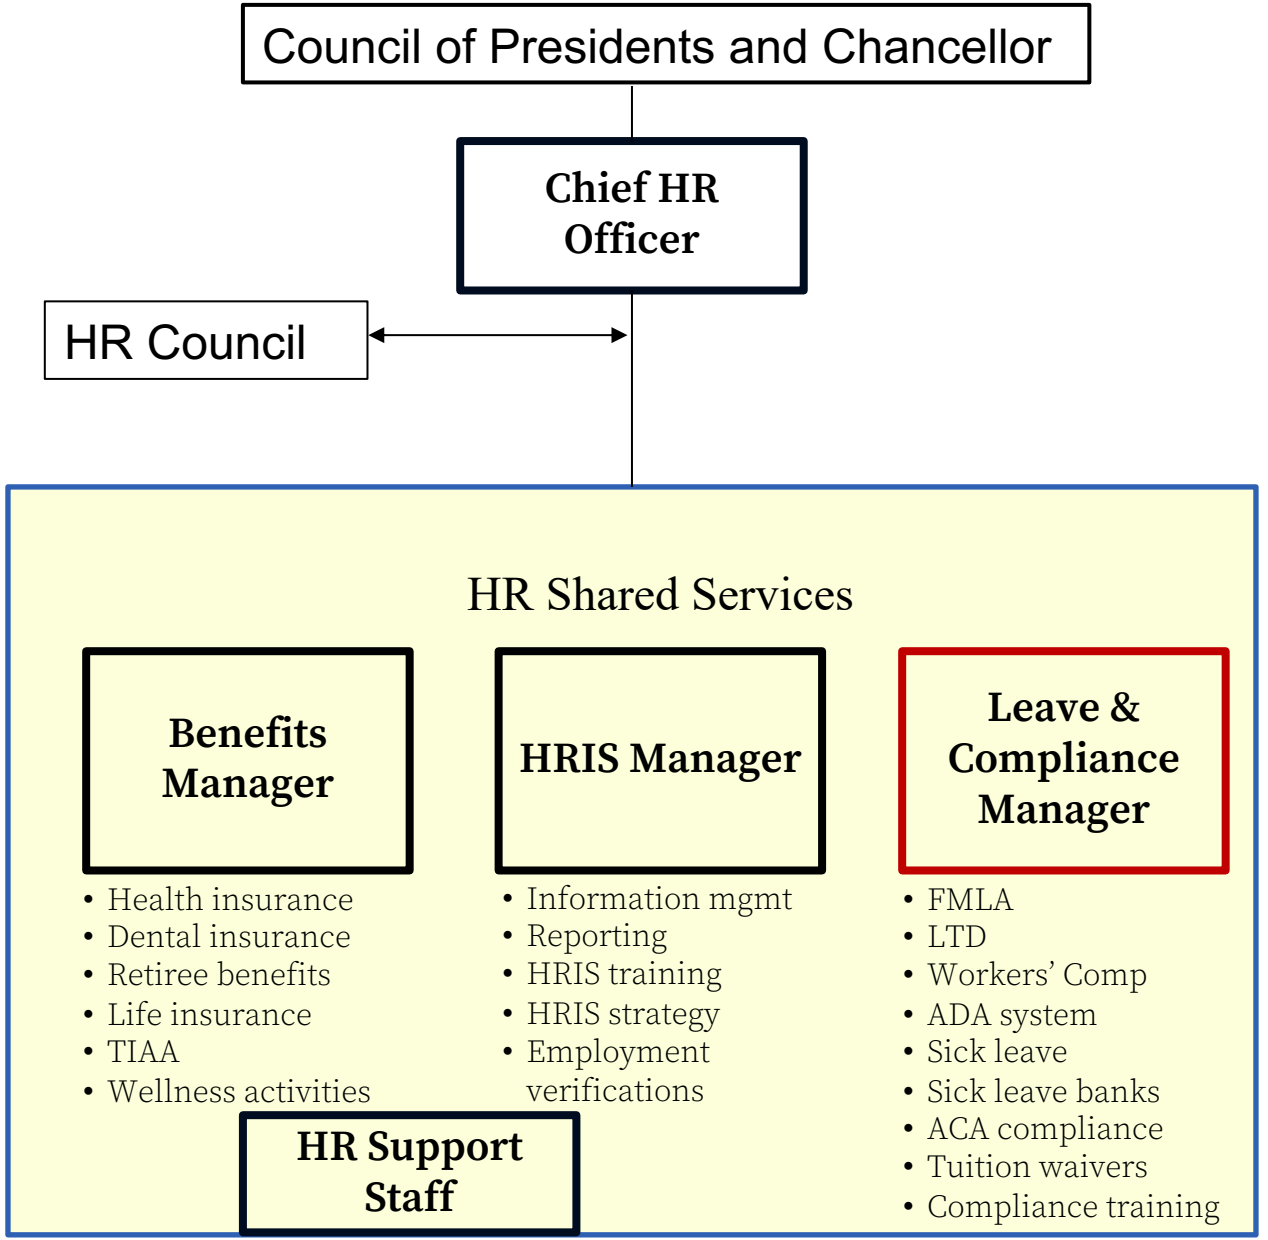 Council of Presidents and Chancellor
Chief HR
Officer
HR Council
HR Shared Services
Benefits
Manager
• Health insurance
• Dental insurance
• Retiree benefits
• Life insurance
• TIAA
• Wellness activities
HRIS Manager
• Information mgmt
• Reporting
• HRIS training
• HRIS strategy
• Employment
verifications
Leave &
Compliance
Manager
• FMLA
• LTD
• Workers’ Comp
• ADA system
• Sick leave
• Sick leave banks
• ACA compliance
• Tuition waivers
• Compliance training
HR Support
Staff